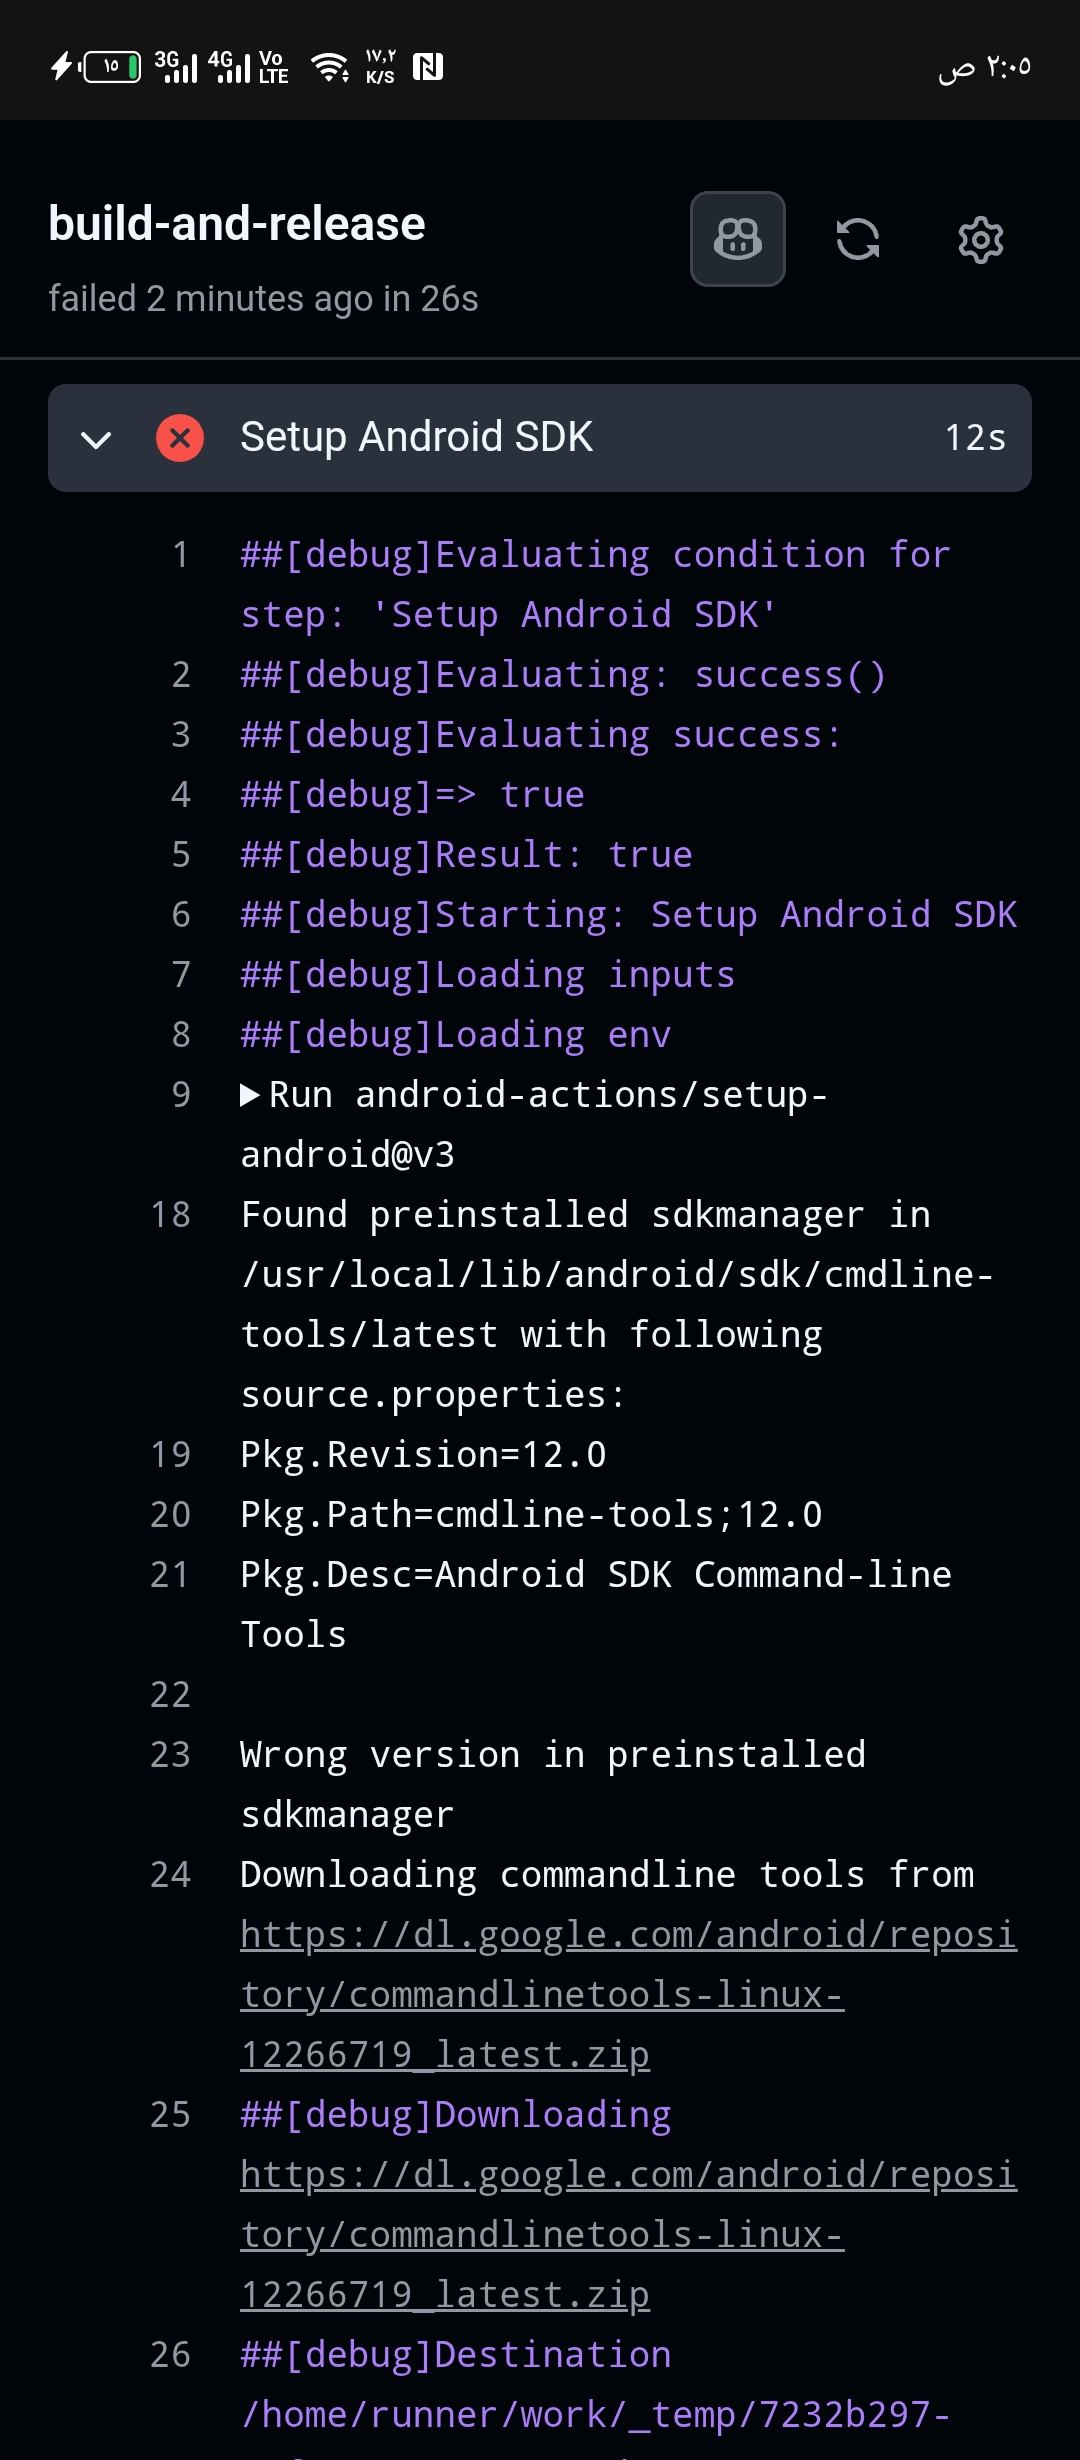 ١٥ 3G 4G Vo LTE ١٧,٢ K/S ٢:٠٥ ص
build-and-release
failed 2 minutes ago in 26s
Setup Android SDK 12s
1 ##[debug]Evaluating condition for
step: 'Setup Android SDK'
2 ##[debug]Evaluating: success()
3 ##[debug]Evaluating success:
4 ##[debug]=> true
5 ##[debug]Result: true
6 ##[debug]Starting: Setup Android SDK
7 ##[debug]Loading inputs
8 ##[debug]Loading env
9 Run android-actions/setup-
android@v3
18 Found preinstalled sdkmanager in
/usr/local/lib/android/sdk/cmdline-
tools/latest with following
source.properties:
19 Pkg.Revision=12.0
20 Pkg.Path=cmdline-tools;12.0
21 Pkg.Desc=Android SDK Command-line
Tools
22
23 Wrong version in preinstalled
sdkmanager
24 Downloading commandline tools from
https://dl.google.com/android/reposi
tory/commandlinetools-linux-
12266719_latest.zip
25 ##[debug]Downloading
https://dl.google.com/android/reposi
tory/commandlinetools-linux-
12266719_latest.zip
26 ##[debug]Destination
/home/runner/work/_temp/7232b297-